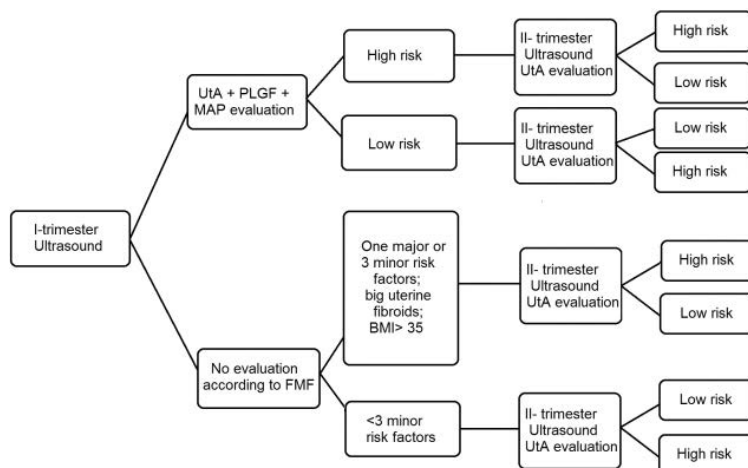 I-trimester
Ultrasound
UtA + PLGF +
MAP evaluation
High risk
II- trimester
Ultrasound
UtA evaluation
High risk
Low risk
Low risk
II- trimester
Ultrasound
UtA evaluation
Low risk
High risk
No evaluation
according to FMF
One major or
3 minor risk
factors;
big uterine
fibroids;
BMI> 35
II- trimester
Ultrasound
UtA evaluation
High risk
Low risk
<3 minor
risk factors
II- trimester
Ultrasound
UtA evaluation
Low risk
High risk